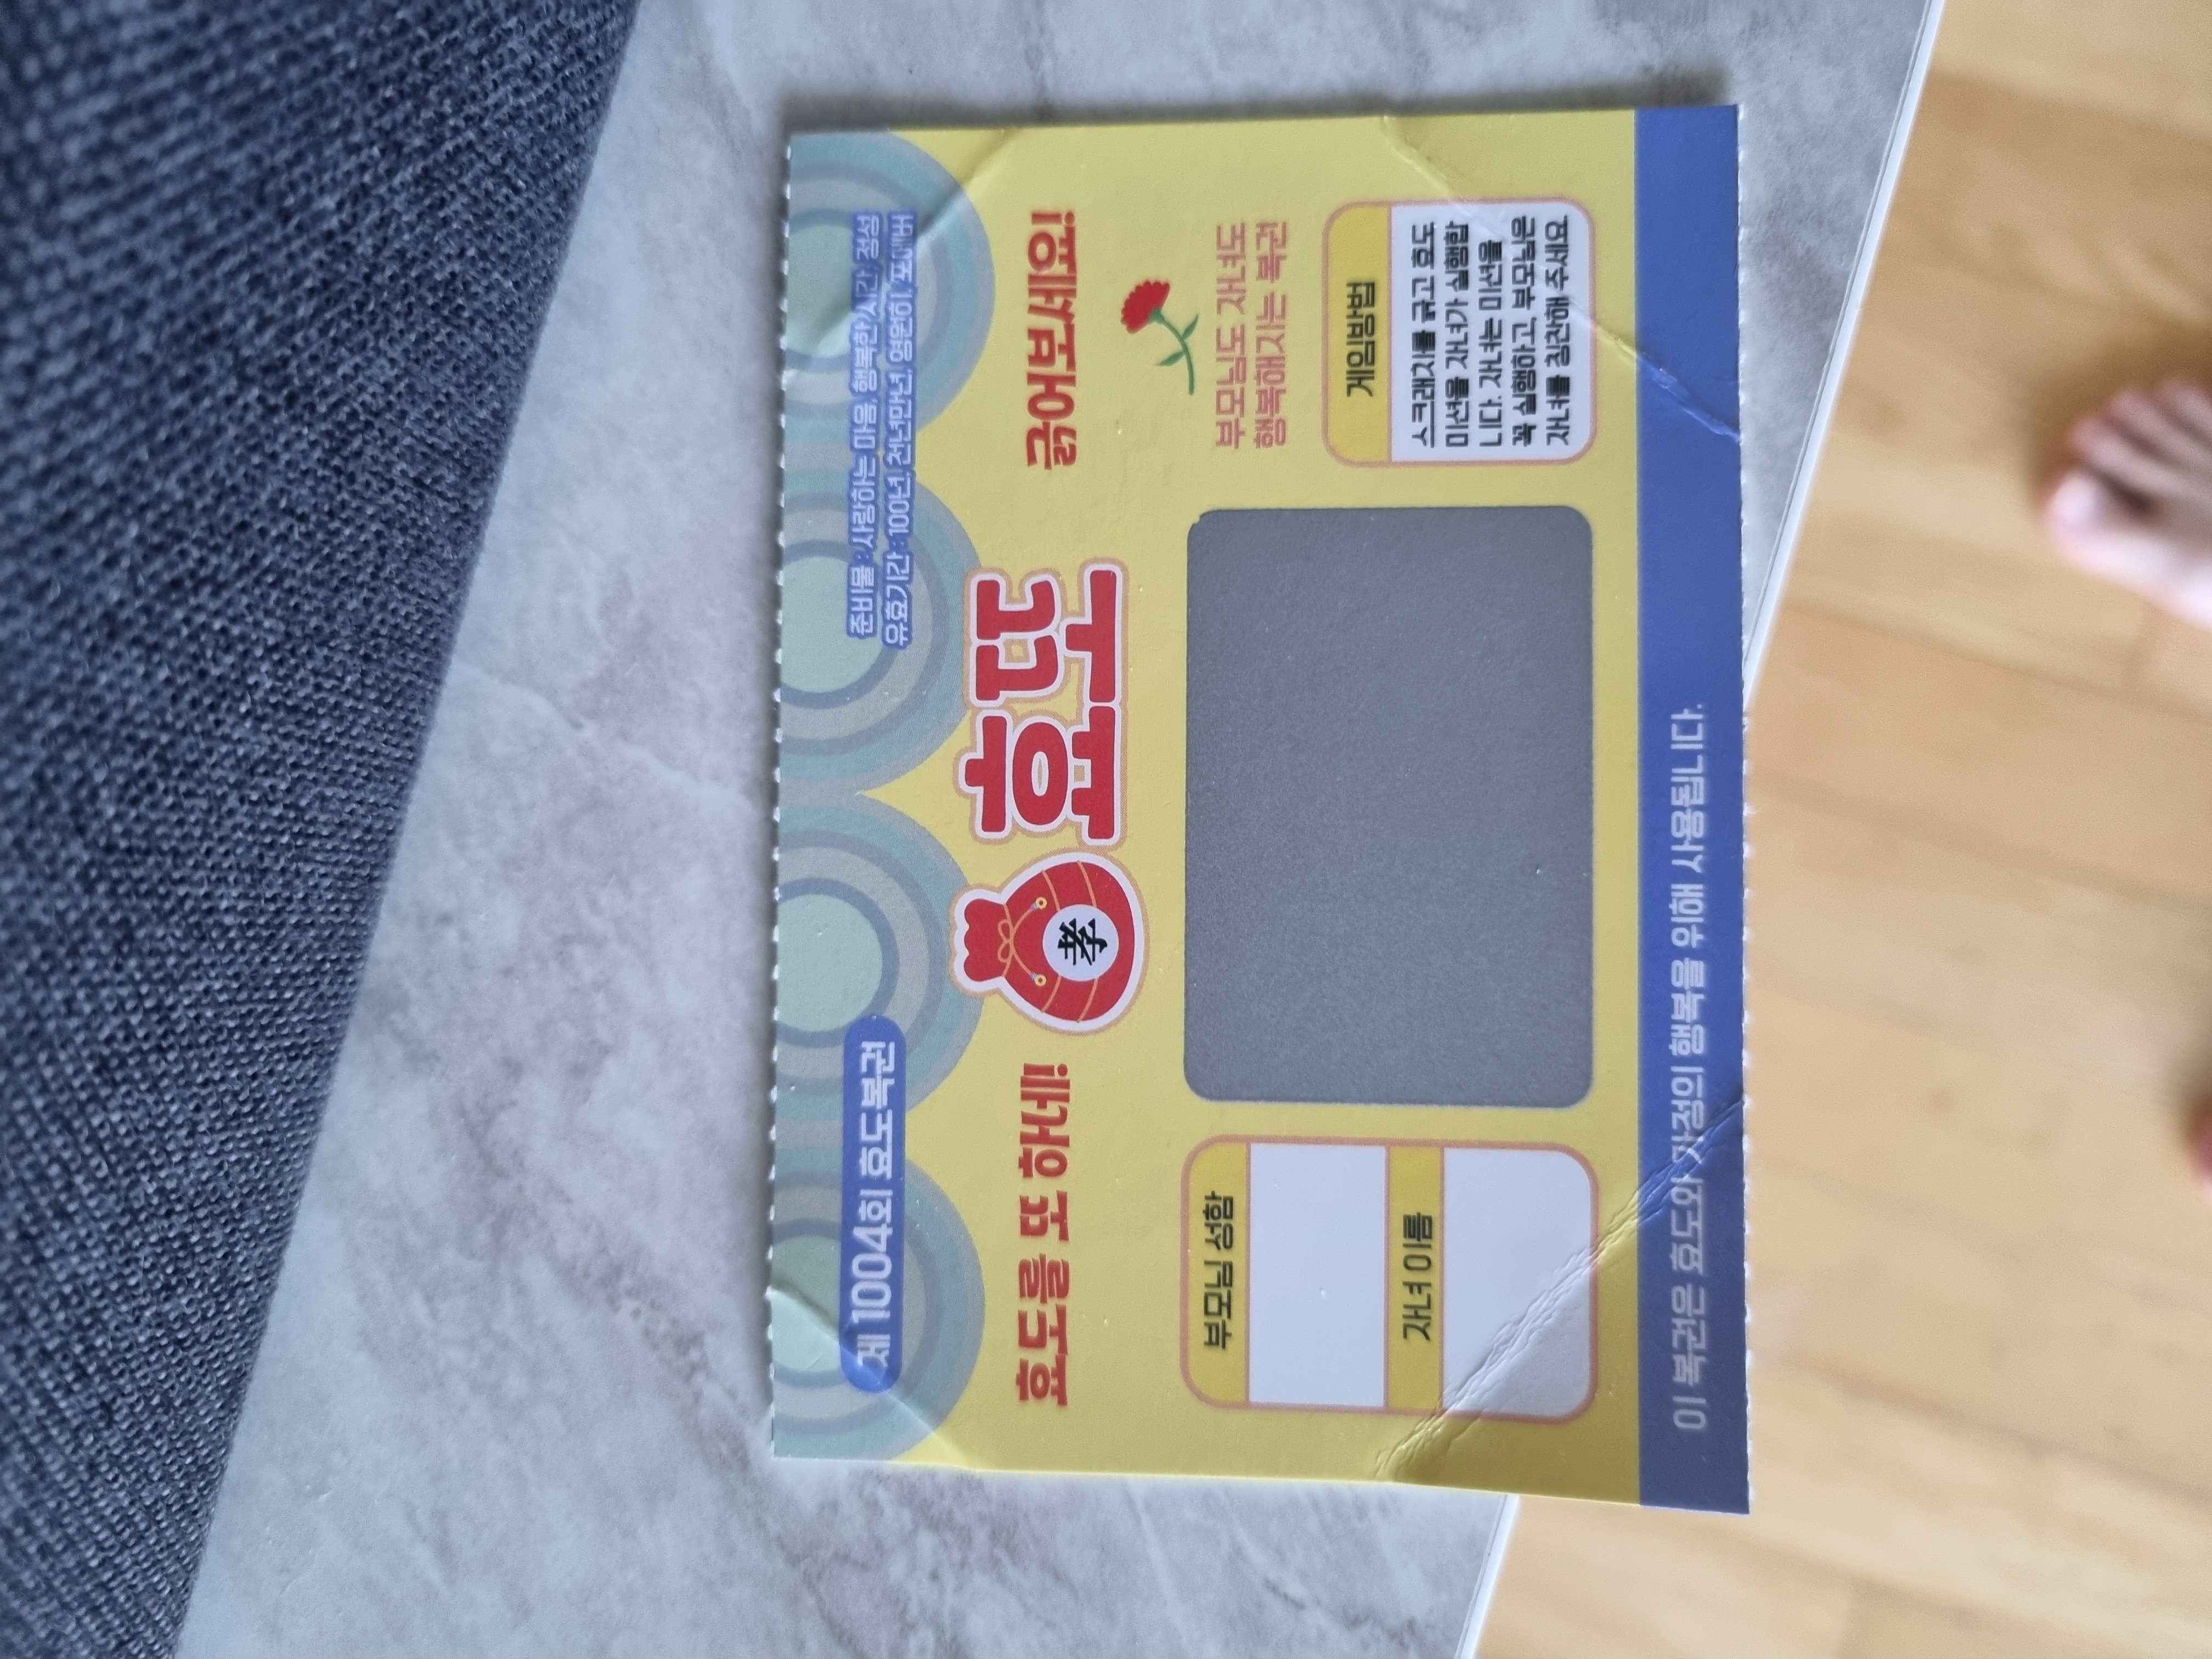 제 1004회 효도복권
준비물 : 사랑하는 마음, 행복한 시간, 정성
유효기간 : 100년, 천년만년, 영원히, 포에버
효도를 또 하네!
孝
효또
긁어보세요!
부모님도 자녀도
행복해지는 복권
부모님 성함
자녀 이름
게임방법
스크래치를 긁고 효도
미션을 자녀가 실행합
니다. 자녀는 미션을
꼭 실행하고, 부모님은
자녀를 칭찬해 주세요.
이 복권은 효도와 가정의 행복을 위해 사용됩니다.